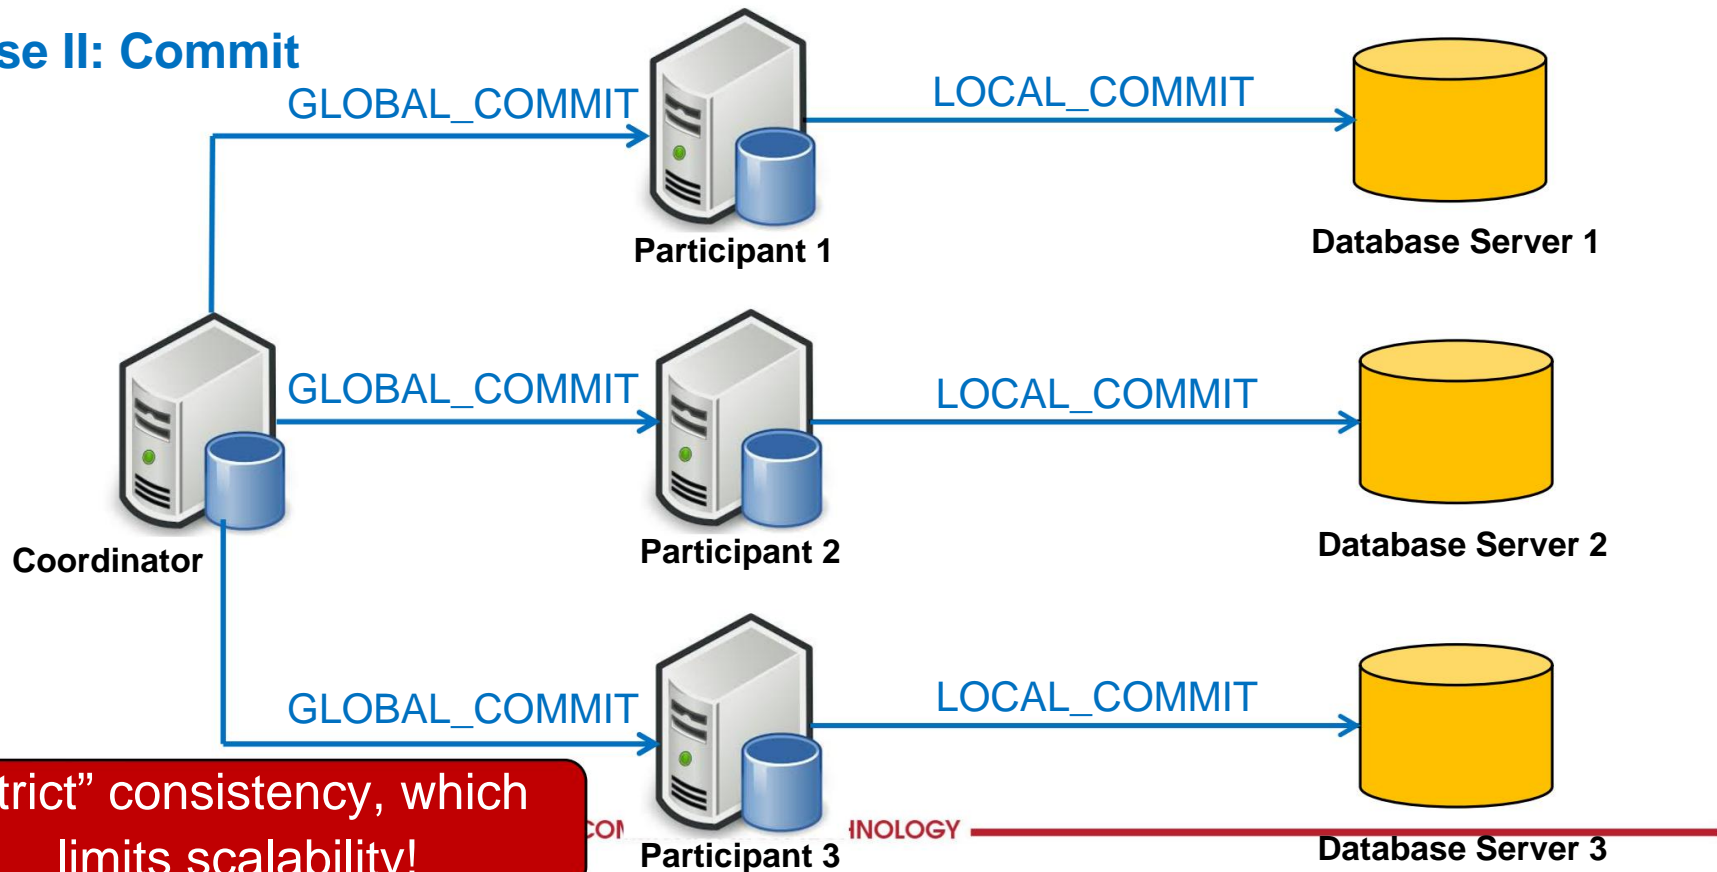 se II: Commit
GLOBAL_COMMIT
LOCAL_COMMIT
Participant 1
Database Server 1
GLOBAL_COMMIT
LOCAL_COMMIT
Coordinator
Participant 2
Database Server 2
GLOBAL_COMMIT
LOCAL_COMMIT
trict” consistency, which
limits scalability!
HNOLOGY
Participant 3
Database Server 3